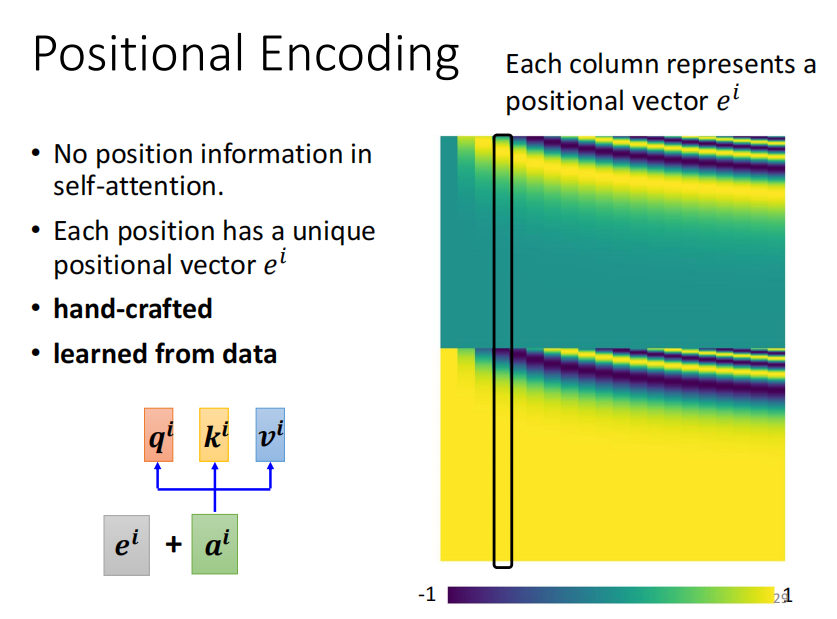 Positional Encoding
Each column represents a
positional vector e^i
• No position information in
self-attention.
• Each position has a unique
positional vector e^i
• hand-crafted
• learned from data
q^i k^i v^i
e^i + a^i
-1 1
29